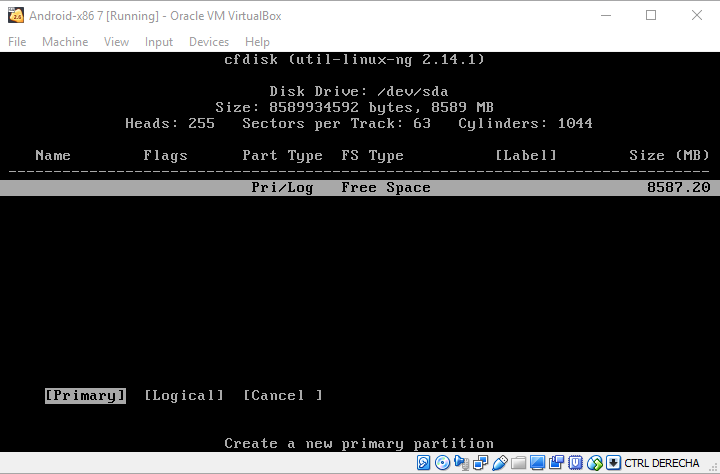 Android-x86 7 [Running] - Oracle VM VirtualBox
File Machine View Input Devices Help
cfdisk (util-linux-ng 2.14.1)
Disk Drive: /dev/sda
Size: 8589934592 bytes, 8589 MB
Heads: 255 Sectors per Track: 63 Cylinders: 1044
Name Flags Part Type FS Type [Label] Size (MB)
Pri/Log Free Space 8587.20
[Primary] [Logical] [Cancel ]
Create a new primary partition
CTRL DERECHA